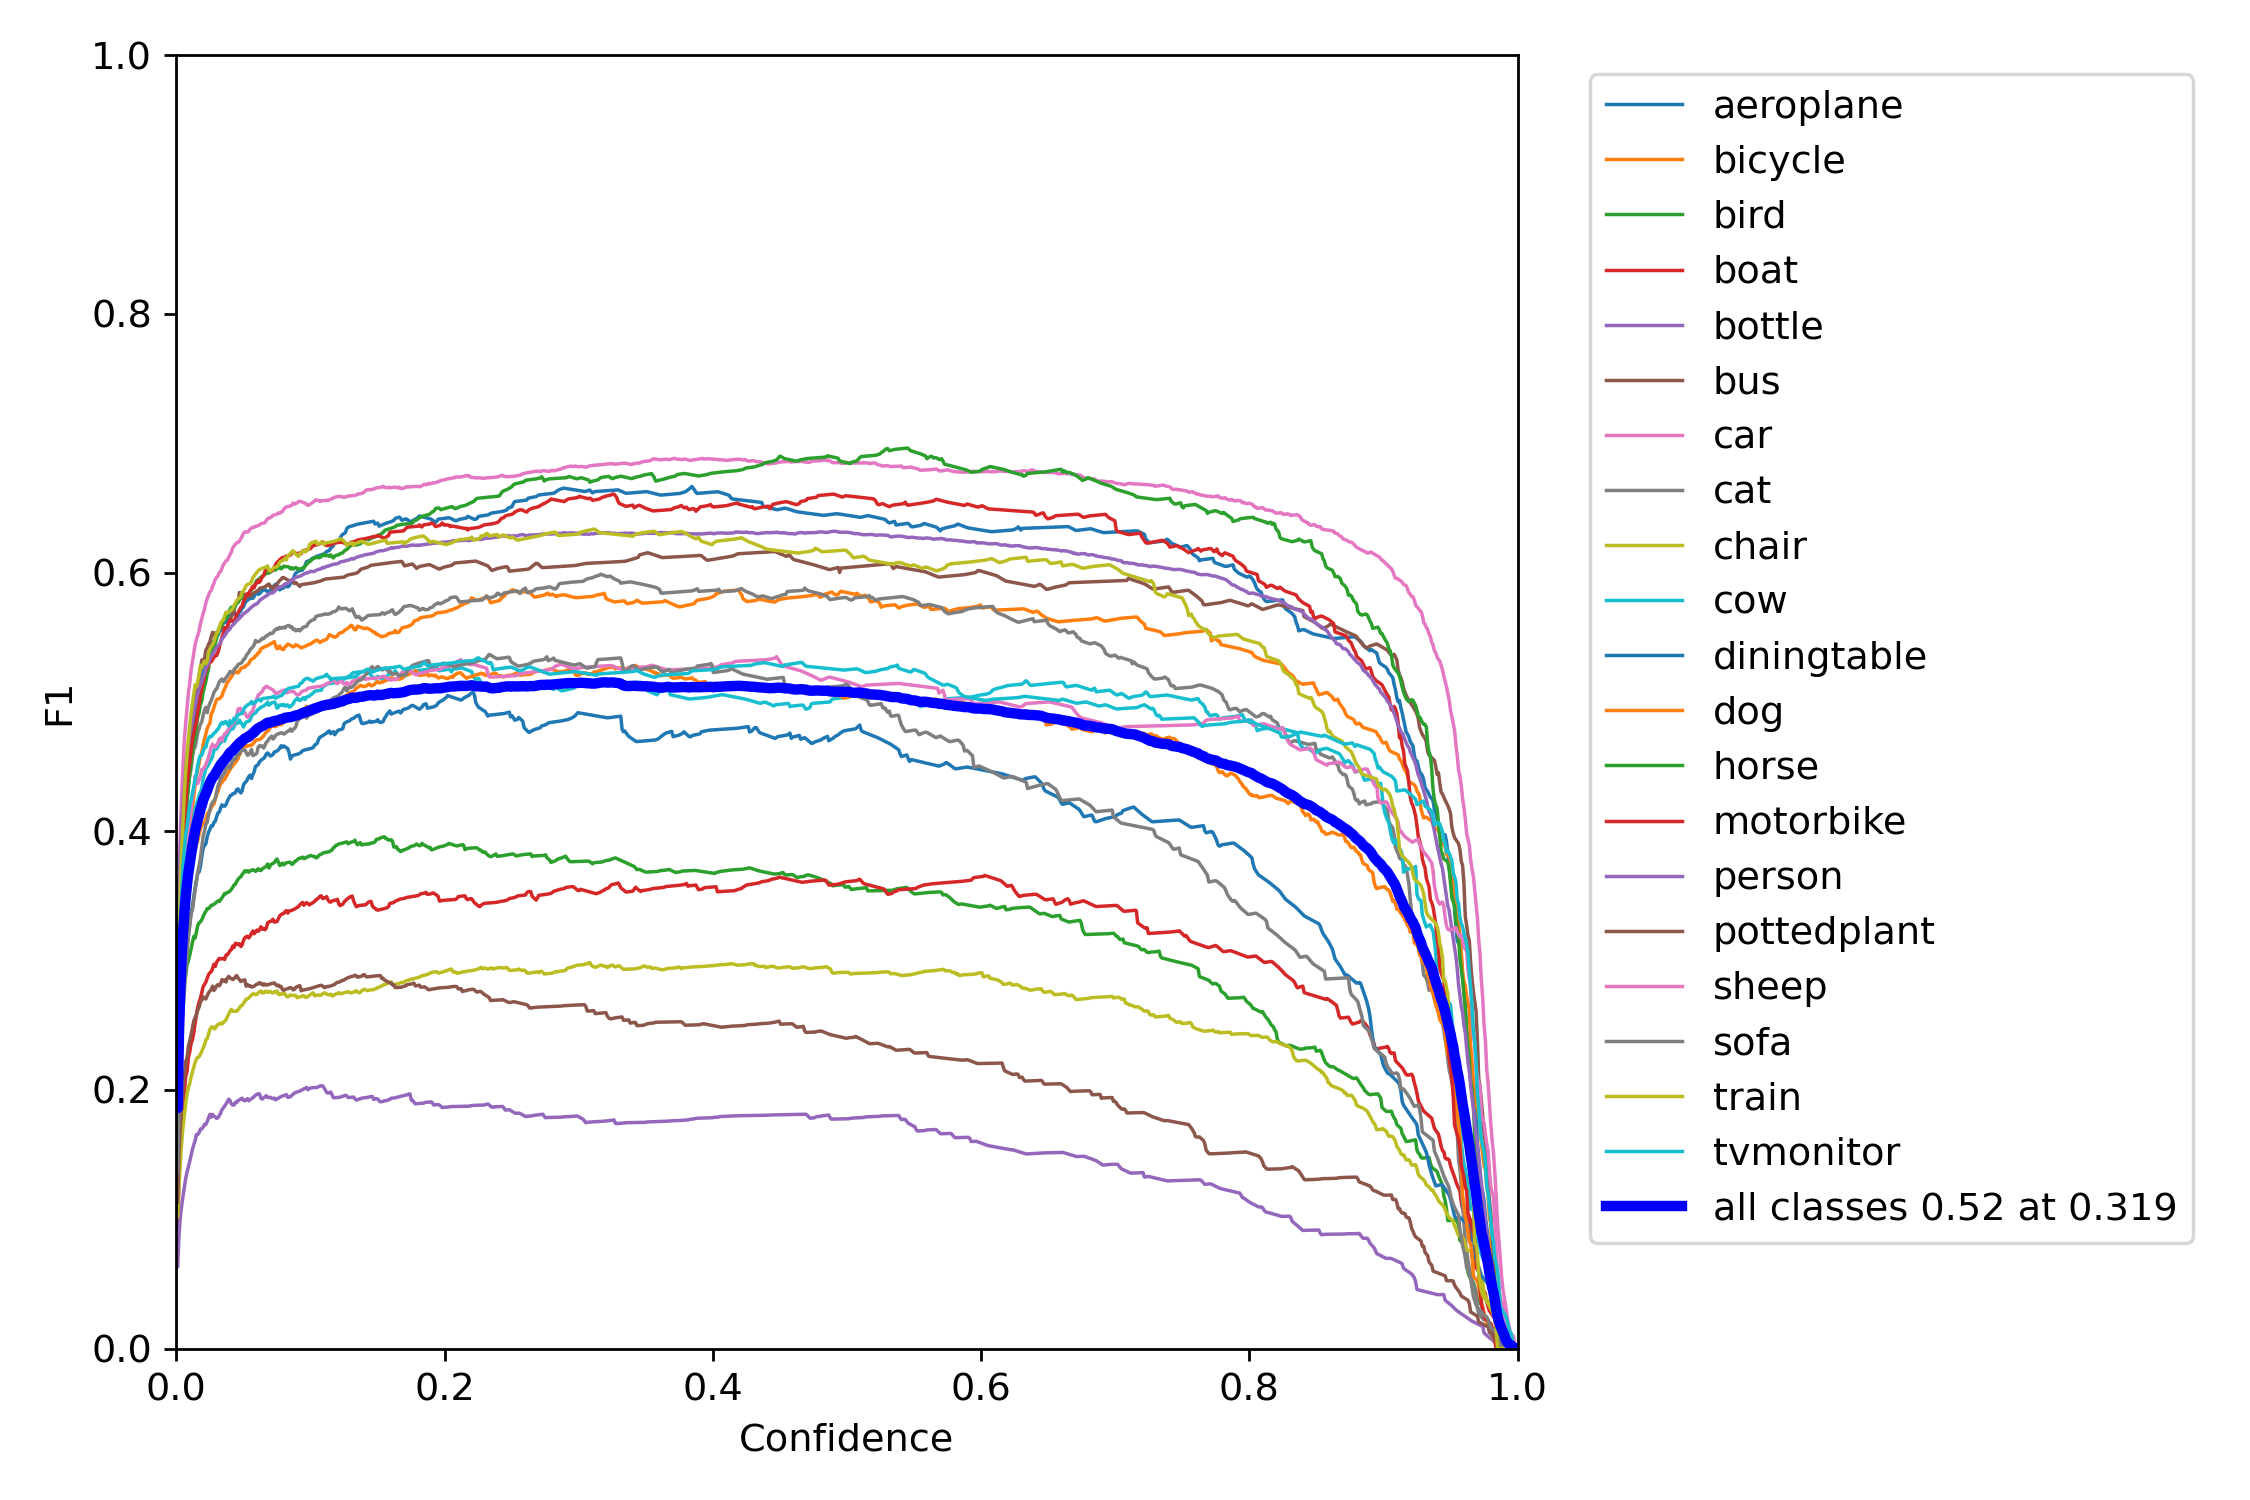 1.0
0.8
0.6
0.4
0.2
0.0
F1
0.0 0.2 0.4 0.6 0.8 1.0
Confidence
aeroplane
bicycle
bird
boat
bottle
bus
car
cat
chair
cow
diningtable
dog
horse
motorbike
person
pottedplant
sheep
sofa
train
tvmonitor
all classes 0.52 at 0.319